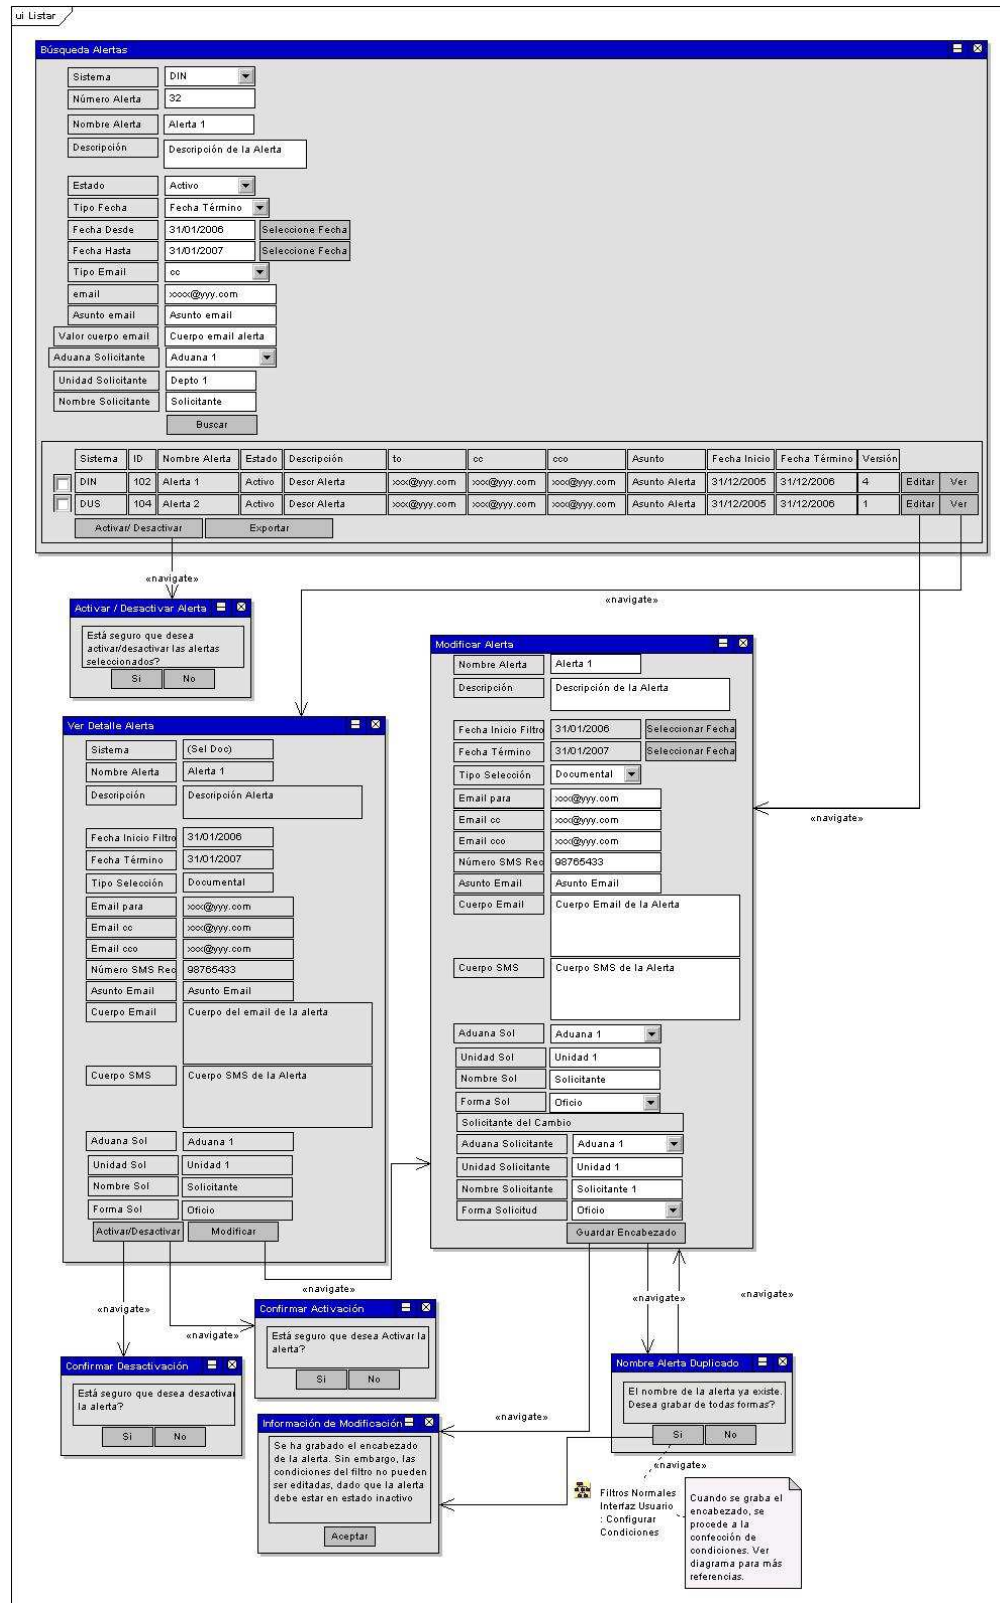 ui Listar
Búsqueda Alertas
Sistema DIN
Número Alerta 32
Nombre Alerta Alerta 1
Descripción Descripción de la Alerta
Estado Activo
Tipo Fecha Fecha Término
Fecha Desde 31/01/2006 Seleccione Fecha
Fecha Hasta 31/01/2007 Seleccione Fecha
Tipo Email cc
email xxxx@yyy.com
Asunto email Asunto email
Valor cuerpo email Cuerpo email alerta
Aduana Solicitante Aduana 1
Unidad Solicitante Depto 1
Nombre Solicitante Solicitante
Buscar
Sistema ID Nombre Alerta Estado Descripción to cc cco Asunto Fecha Inicio Fecha Término Versión
DIN 102 Alerta 1 Activo Descr Alerta xxx@yyy.com xxx@yyy.com xxx@yyy.com Asunto Alerta 31/12/2005 31/12/2006 4 Editar Ver
DUS 104 Alerta 2 Activo Descr Alerta xxx@yyy.com xxx@yyy.com xxx@yyy.com Asunto Alerta 31/12/2005 31/12/2006 1 Editar Ver
Activar/ Desactivar Exportar
«navigate»
«navigate»
Activar / Desactivar Alerta
Está seguro que desea
activar/desactivar las alertas
seleccionados?
Si No
Modificar Alerta
Nombre Alerta Alerta 1
Descripción Descripción de la Alerta
Fecha Inicio Filtro 31/01/2006 Seleccionar Fecha
Fecha Término 31/01/2007 Seleccionar Fecha
Tipo Selección Documental
Email para xxx@yyy.com
Email cc xxx@yyy.com
Email cco xxx@yyy.com
Número SMS Rec 98765433
Asunto Email Asunto Email
Cuerpo Email Cuerpo Email de la Alerta
Cuerpo SMS Cuerpo SMS de la Alerta
Aduana Sol Aduana 1
Unidad Sol Unidad 1
Nombre Sol Solicitante
Forma Sol Oficio
Solicitante del Cambio
Aduana Solicitante Aduana 1
Unidad Solicitante Unidad 1
Nombre Solicitante Solicitante 1
Forma Solicitud Oficio
Guardar Encabezado
«navigate»
Ver Detalle Alerta
Sistema (Sel Doc)
Nombre Alerta Alerta 1
Descripción Descripción Alerta
Fecha Inicio Filtro 31/01/2006
Fecha Término 31/01/2007
Tipo Selección Documental
Email para xxx@yyy.com
Email cc xxx@yyy.com
Email cco xxx@yyy.com
Número SMS Rec 98765433
Asunto Email Asunto Email
Cuerpo Email Cuerpo del email de la alerta
Cuerpo SMS Cuerpo SMS de la Alerta
Aduana Sol Aduana 1
Unidad Sol Unidad 1
Nombre Sol Solicitante
Forma Sol Oficio
Activar/Desactivar Modificar
«navigate»
«navigate»
«navigate»
«navigate»
«navigate»
Confirmar Activación
Está seguro que desea Activar la
alerta?
Si No
Confirmar Desactivación
Está seguro que desea desactivar
la alerta?
Si No
Nombre Alerta Duplicado
El nombre de la alerta ya existe.
Desea grabar de todas formas?
Si No
«navigate»
«navigate»
Información de Modificación
Se ha grabado el encabezado
de la alerta. Sin embargo, las
condiciones del filtro no pueden
ser editadas, dado que la alerta
debe estar en estado inactivo
Aceptar
Filtros Normales
Interfaz Usuario
: Configurar
Condiciones
Cuando se graba el
encabezado, se
procede a la
confección de
condiciones. Ver
diagrama para más
referencias.